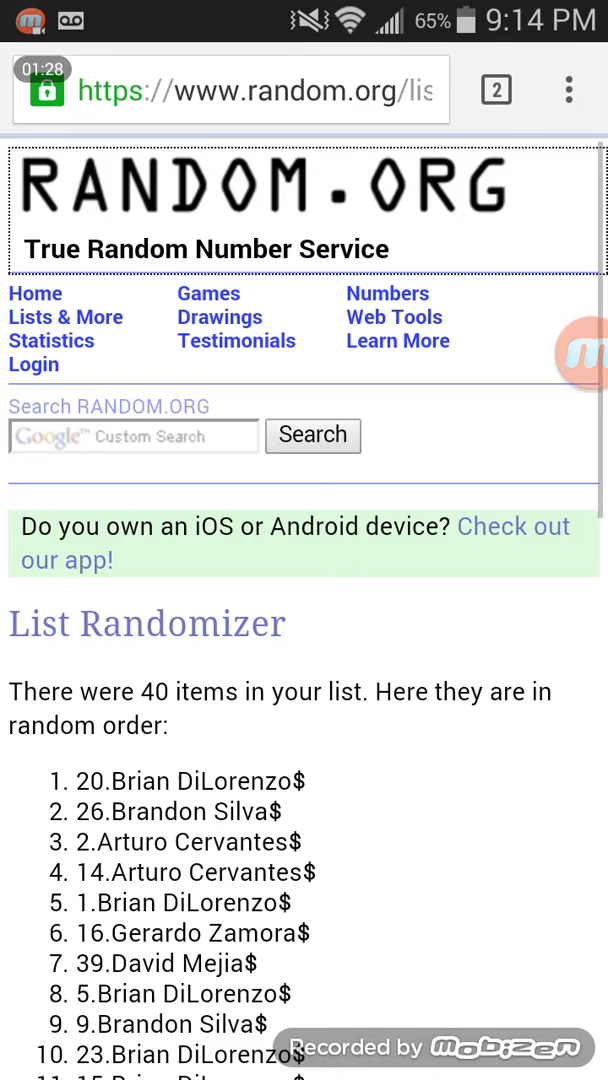 65% 9:14 PM
01:28
https://www.random.org/lis
2
RANDOM.ORG
True Random Number Service
Home Games Numbers
Lists & More Drawings Web Tools
Statistics Testimonials Learn More
Login
Search RANDOM.ORG
Google™ Custom Search Search
Do you own an iOS or Android device? Check out
our app!
List Randomizer
There were 40 items in your list. Here they are in
random order:
1. 20.Brian DiLorenzo$
2. 26.Brandon Silva$
3. 2.Arturo Cervantes$
4. 14.Arturo Cervantes$
5. 1.Brian DiLorenzo$
6. 16.Gerardo Zamora$
7. 39.David Mejia$
8. 5.Brian DiLorenzo$
9. 9.Brandon Silva$
10. 23.Brian DiLorenzo$
Recorded by Mobizen